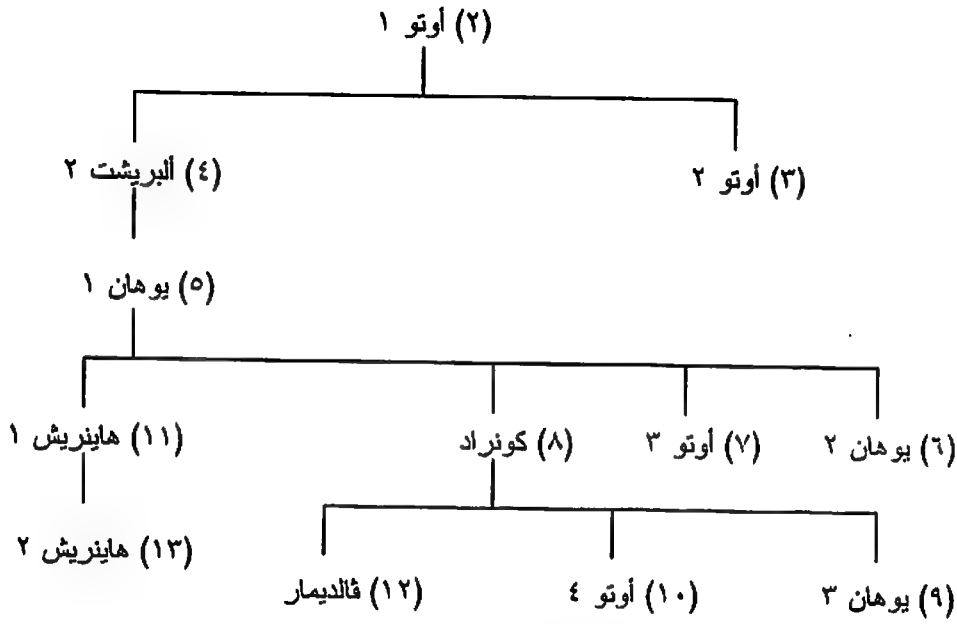 (٢) أوتو ١
(٣) أوتو ٢
(٤) ألبريشت ٢
(٥) يوهان ١
(٦) يوهان ٢
(٧) أوتو ٣
(٨) كونراد
(١١) هاينريش ١
(٩) يوهان ٣
(١٠) أوتو ٤
(١٢) ڤالديمار
(١٣) هاينريش ٢